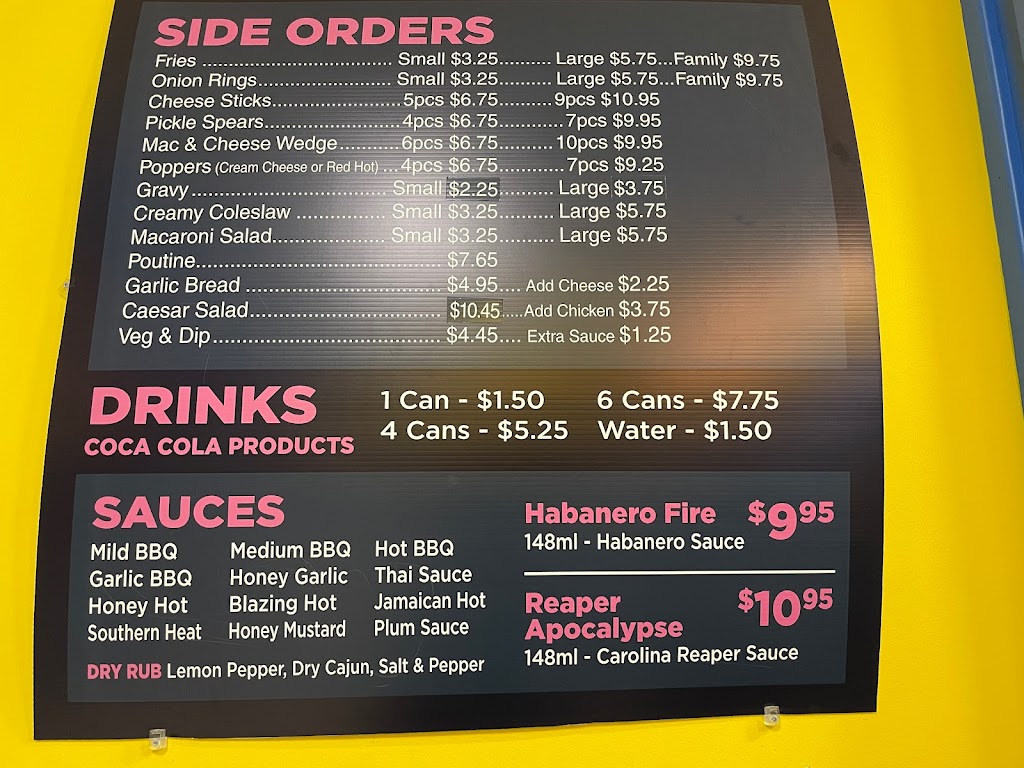 SIDE ORDERS
Fries ................................ Small $3.25.......... Large $5.75...Family $9.75
Onion Rings........................ Small $3.25.......... Large $5.75...Family $9.75
Cheese Sticks......................5pcs $6.75..........9pcs $10.95
Pickle Spears.......................4pcs $6.75............7pcs $9.95
Mac & Cheese Wedge..........6pcs $6.75.......... 10pcs $9.95
Poppers (Cream Cheese or Red Hot) ...4pcs $6.75............7pcs $9.25
Gravy ................................ Small $2.25.......... Large $3.75
Creamy Coleslaw ............... Small $3.25.......... Large $5.75
Macaroni Salad.................... Small $3.25.......... Large $5.75
Poutine........................................ $7.65
Garlic Bread ............................... $4.95.... Add Cheese $2.25
Caesar Salad.............................. $10.45.....Add Chicken $3.75
Veg & Dip.................................... $4.45.... Extra Sauce $1.25
DRINKS
COCA COLA PRODUCTS
1 Can - $1.50 6 Cans - $7.75
4 Cans - $5.25 Water - $1.50
SAUCES
Mild BBQ Medium BBQ Hot BBQ
Garlic BBQ Honey Garlic Thai Sauce
Honey Hot Blazing Hot Jamaican Hot
Southern Heat Honey Mustard Plum Sauce
DRY RUB Lemon Pepper, Dry Cajun, Salt & Pepper
Habanero Fire $9.95
148ml - Habanero Sauce
Reaper
Apocalypse $10.95
148ml - Carolina Reaper Sauce